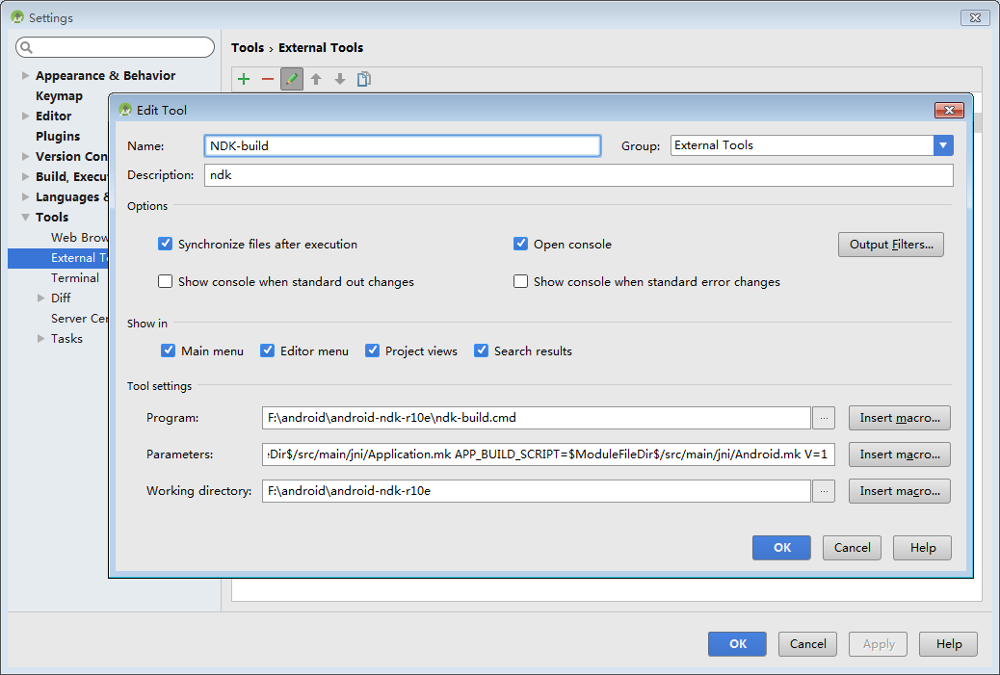 Settings
Tools › External Tools
Appearance & Behavior
Keymap
Editor
Plugins
Version Con
Build, Execu
Languages &
Tools
Web Brow
External To
Terminal
Diff
Server Cer
Tasks
Edit Tool
Name: NDK-build Group: External Tools
Description: ndk
Options
Synchronize files after execution Open console Output Filters...
Show console when standard out changes Show console when standard error changes
Show in
Main menu Editor menu Project views Search results
Tool settings
Program: F:\android\android-ndk-r10e\ndk-build.cmd ... Insert macro...
Parameters: eDir$/src/main/jni/Application.mk APP_BUILD_SCRIPT=$ModuleFileDir$/src/main/jni/Android.mk V=1 Insert macro...
Working directory: F:\android\android-ndk-r10e ... Insert macro...
OK Cancel Help
OK Cancel Apply Help